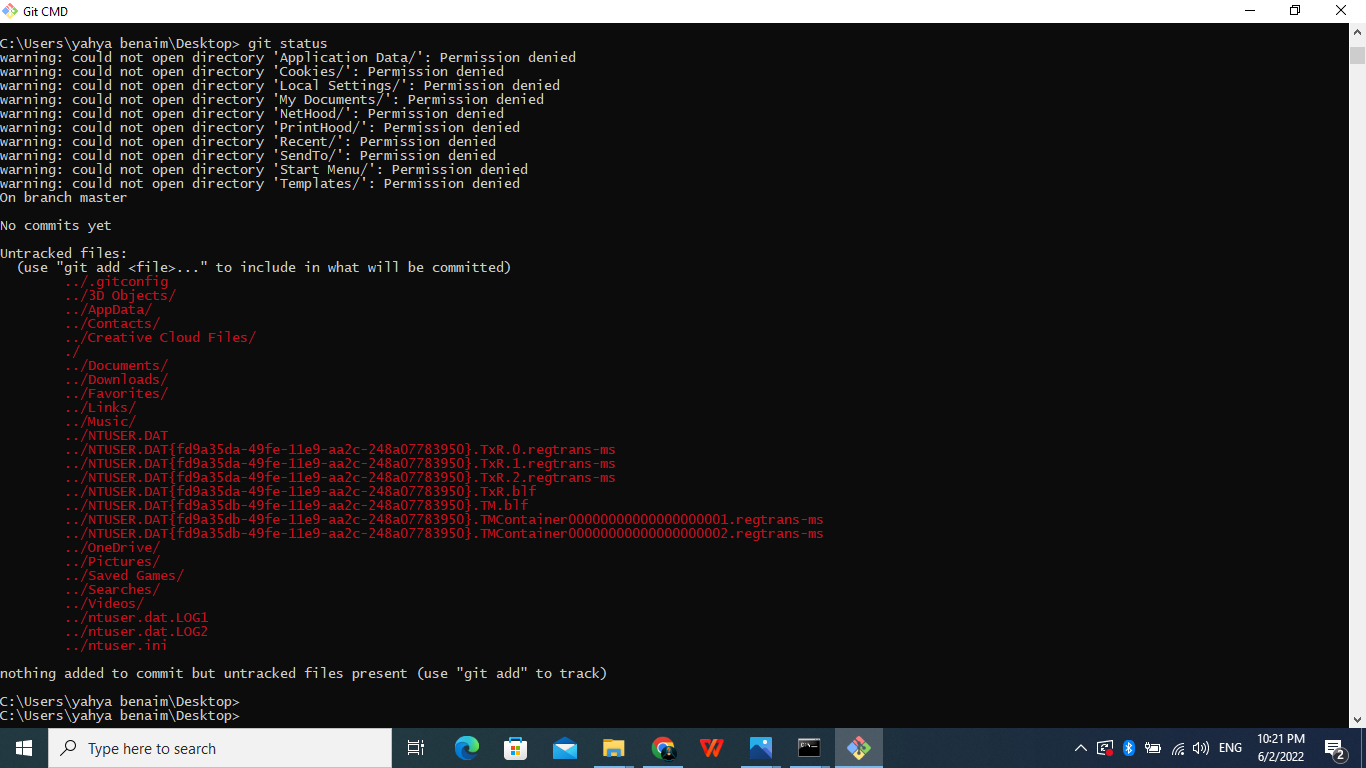 Git CMD
C:\Users\yahya benaim\Desktop> git status
warning: could not open directory 'Application Data/': Permission denied
warning: could not open directory 'Cookies/': Permission denied
warning: could not open directory 'Local Settings/': Permission denied
warning: could not open directory 'My Documents/': Permission denied
warning: could not open directory 'NetHood/': Permission denied
warning: could not open directory 'PrintHood/': Permission denied
warning: could not open directory 'Recent/': Permission denied
warning: could not open directory 'SendTo/': Permission denied
warning: could not open directory 'Start Menu/': Permission denied
warning: could not open directory 'Templates/': Permission denied
On branch master
No commits yet
Untracked files:
  (use "git add <file>..." to include in what will be committed)
        ../.gitconfig
        ../3D Objects/
        ../AppData/
        ../Contacts/
        ../Creative Cloud Files/
        ./
        ../Documents/
        ../Downloads/
        ../Favorites/
        ../Links/
        ../Music/
        ../NTUSER.DAT
        ../NTUSER.DAT{fd9a35da-49fe-11e9-aa2c-248a07783950}.TxR.0.regtrans-ms
        ../NTUSER.DAT{fd9a35da-49fe-11e9-aa2c-248a07783950}.TxR.1.regtrans-ms
        ../NTUSER.DAT{fd9a35da-49fe-11e9-aa2c-248a07783950}.TxR.2.regtrans-ms
        ../NTUSER.DAT{fd9a35da-49fe-11e9-aa2c-248a07783950}.TxR.blf
        ../NTUSER.DAT{fd9a35db-49fe-11e9-aa2c-248a07783950}.TM.blf
        ../NTUSER.DAT{fd9a35db-49fe-11e9-aa2c-248a07783950}.TMContainer00000000000000000001.regtrans-ms
        ../NTUSER.DAT{fd9a35db-49fe-11e9-aa2c-248a07783950}.TMContainer00000000000000000002.regtrans-ms
        ../OneDrive/
        ../Pictures/
        ../Saved Games/
        ../Searches/
        ../Videos/
        ../ntuser.dat.LOG1
        ../ntuser.dat.LOG2
        ../ntuser.ini
nothing added to commit but untracked files present (use "git add" to track)
C:\Users\yahya benaim\Desktop>
C:\Users\yahya benaim\Desktop>
Type here to search
ENG
10:21 PM
6/2/2022
2